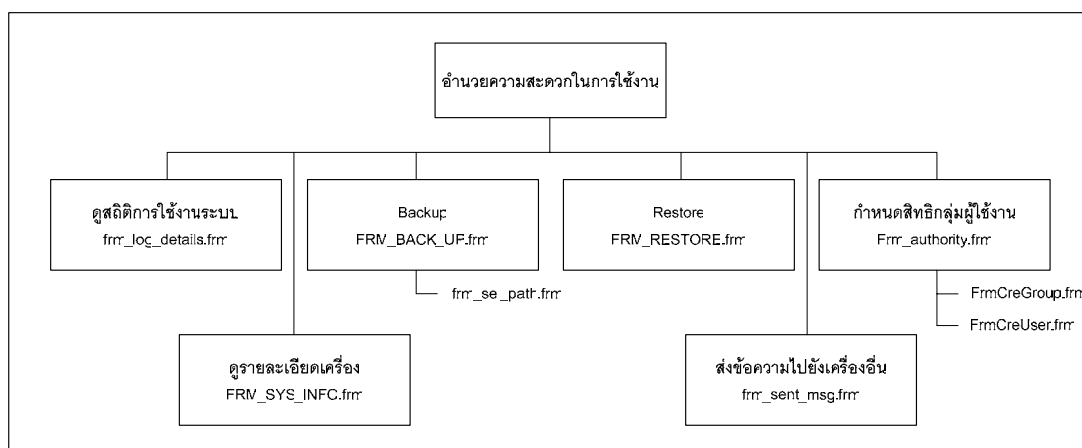 อำนวยความสะดวกในการใช้งาน
ดูสถิติการใช้งานระบบ
frm_log_details.frm
Backup
FRM_BACK_UP.frm
frm_sel_path.frm
Restore
FRM_RESTORE.frm
กำหนดสิทธิกลุ่มผู้ใช้งาน
Frm_authority.frm
FrmCreGroup.frm
FrmCreUser.frm
ดูรายละเอียดเครื่อง
FRM_SYS_INFO.frm
ส่งข้อความไปยังเครื่องอื่น
frm_sent_msg.frm